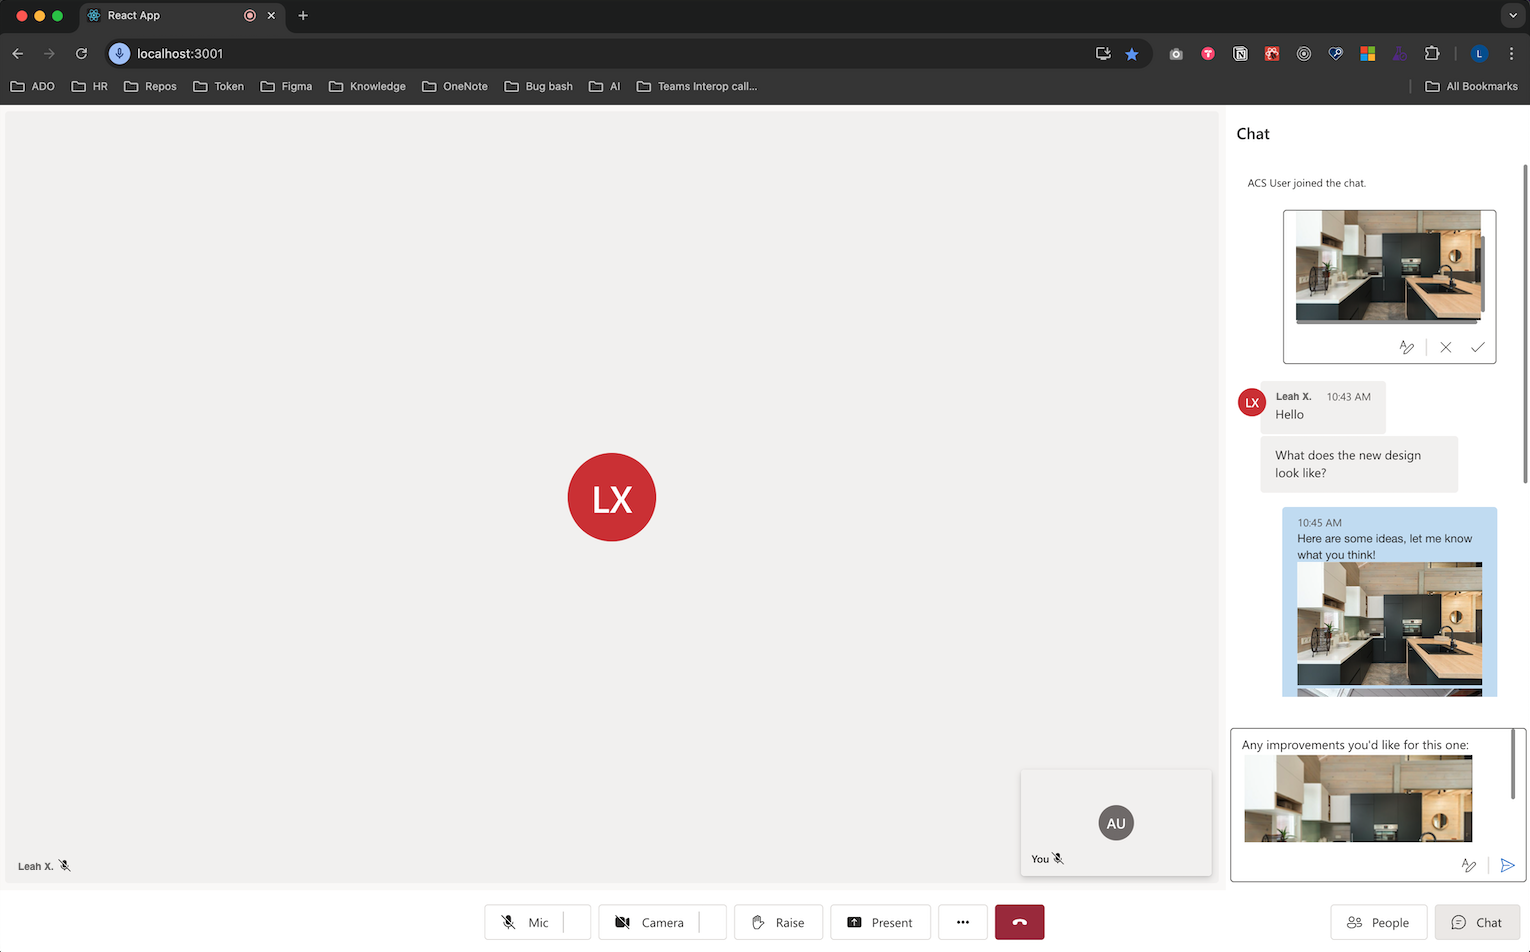 React App
localhost:3001
L
ADO
HR
Repos
Token
Figma
Knowledge
OneNote
Bug bash
AI
Teams Interop call...
All Bookmarks
Chat
ACS User joined the chat.
LX
Leah X. 10:43 AM
Hello
What does the new design
look like?
10:45 AM
Here are some ideas, let me know
what you think!
LX
Any improvements you'd like for this one:
AU
You
Leah X.
Mic
Camera
Raise
Present
People
Chat